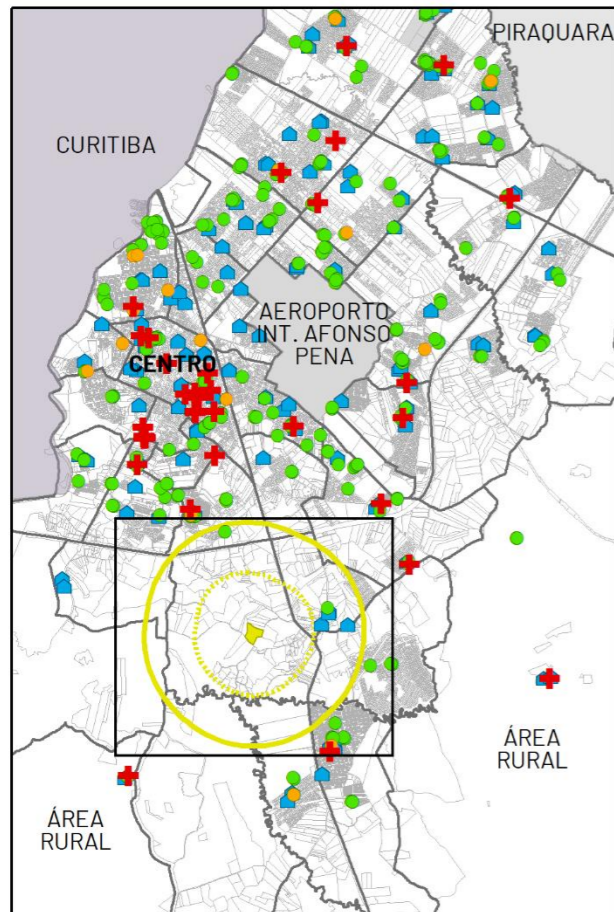 PIRAQUARA
CURITIBA
AEROPORTO
INT. AFONSO
PENA
CENTRO
ÁREA
RURAL
ÁREA
RURAL